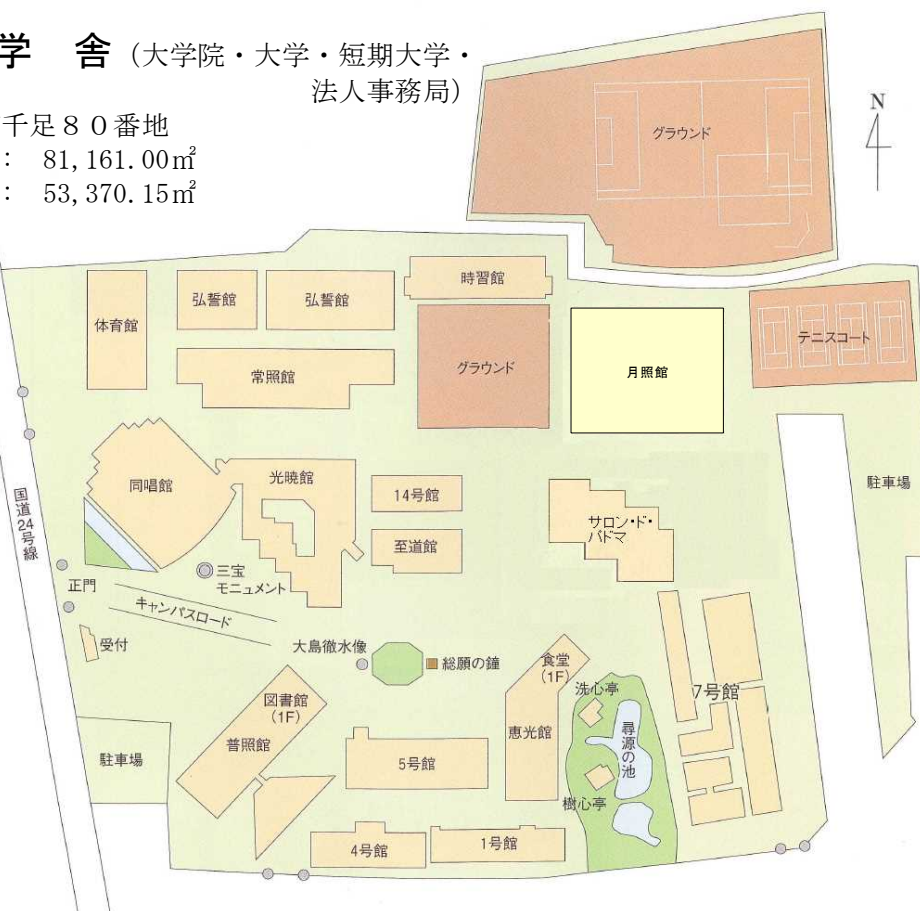 学 舎 (大学院・大学・短期大学・
法人事務局)
千足８０番地
： 81,161.00㎡
： 53,370.15㎡
グラウンド
N
体育館
弘誓館
弘誓館
時習館
常照館
グラウンド
月照館
テニスコート
駐車場
国道24号線
同唱館
光暁館
14号館
至道館
サロン・ド・
パドマ
三宝
モニュメント
正門
キャンパスロード
受付
大島徹水像
総願の鐘
食堂
(1F)
洗心亭
7号館
図書館
(1F)
普照館
駐車場
5号館
恵光館
尋源の池
樹心亭
4号館
1号館